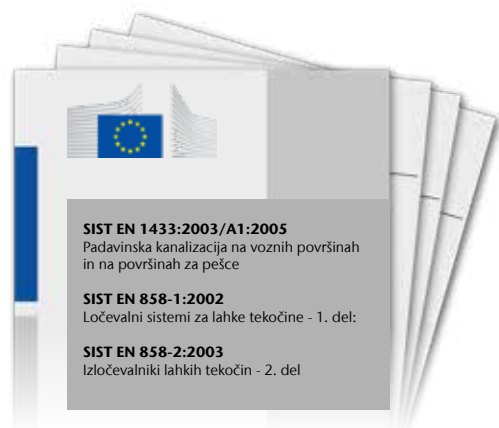 SIST EN 1433:2003/A1:2005
Padavinska kanalizacija na voznih površinah
in na površinah za pešce
SIST EN 858-1:2002
Ločevalni sistemi za lahke tekočine - 1. del:
SIST EN 858-2:2003
Izločevalniki lahkih tekočin - 2. del